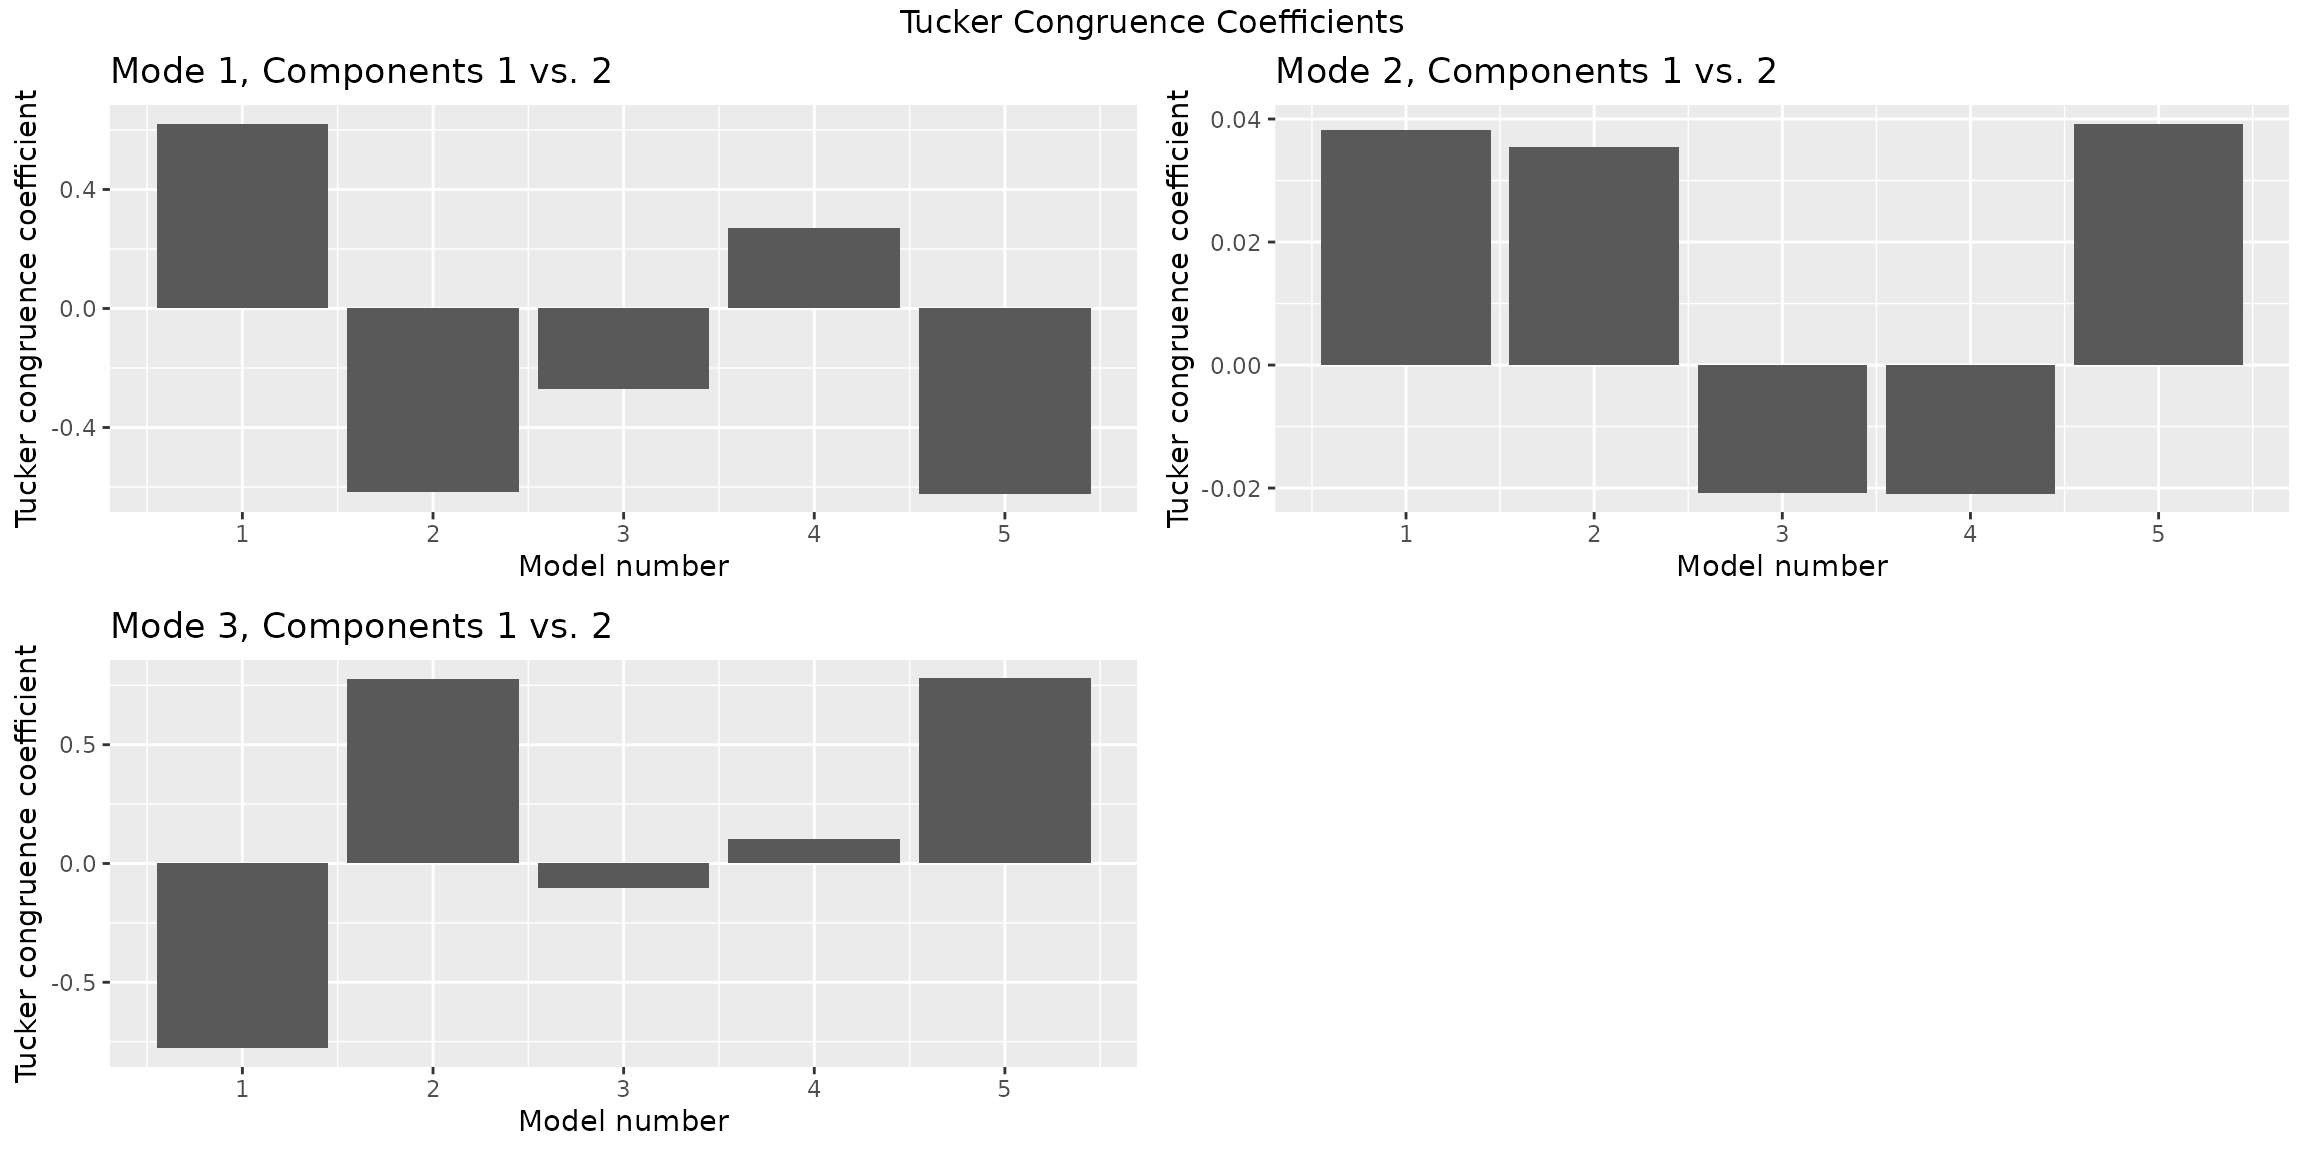 Tucker Congruence Coefficients
Mode 1, Components 1 vs. 2
Tucker congruence coefficient
0.4
0.0
-0.4
1 2 3 4 5
Model number
Mode 2, Components 1 vs. 2
Tucker congruence coefficient
0.04
0.02
0.00
-0.02
1 2 3 4 5
Model number
Mode 3, Components 1 vs. 2
Tucker congruence coefficient
0.5
0.0
-0.5
1 2 3 4 5
Model number